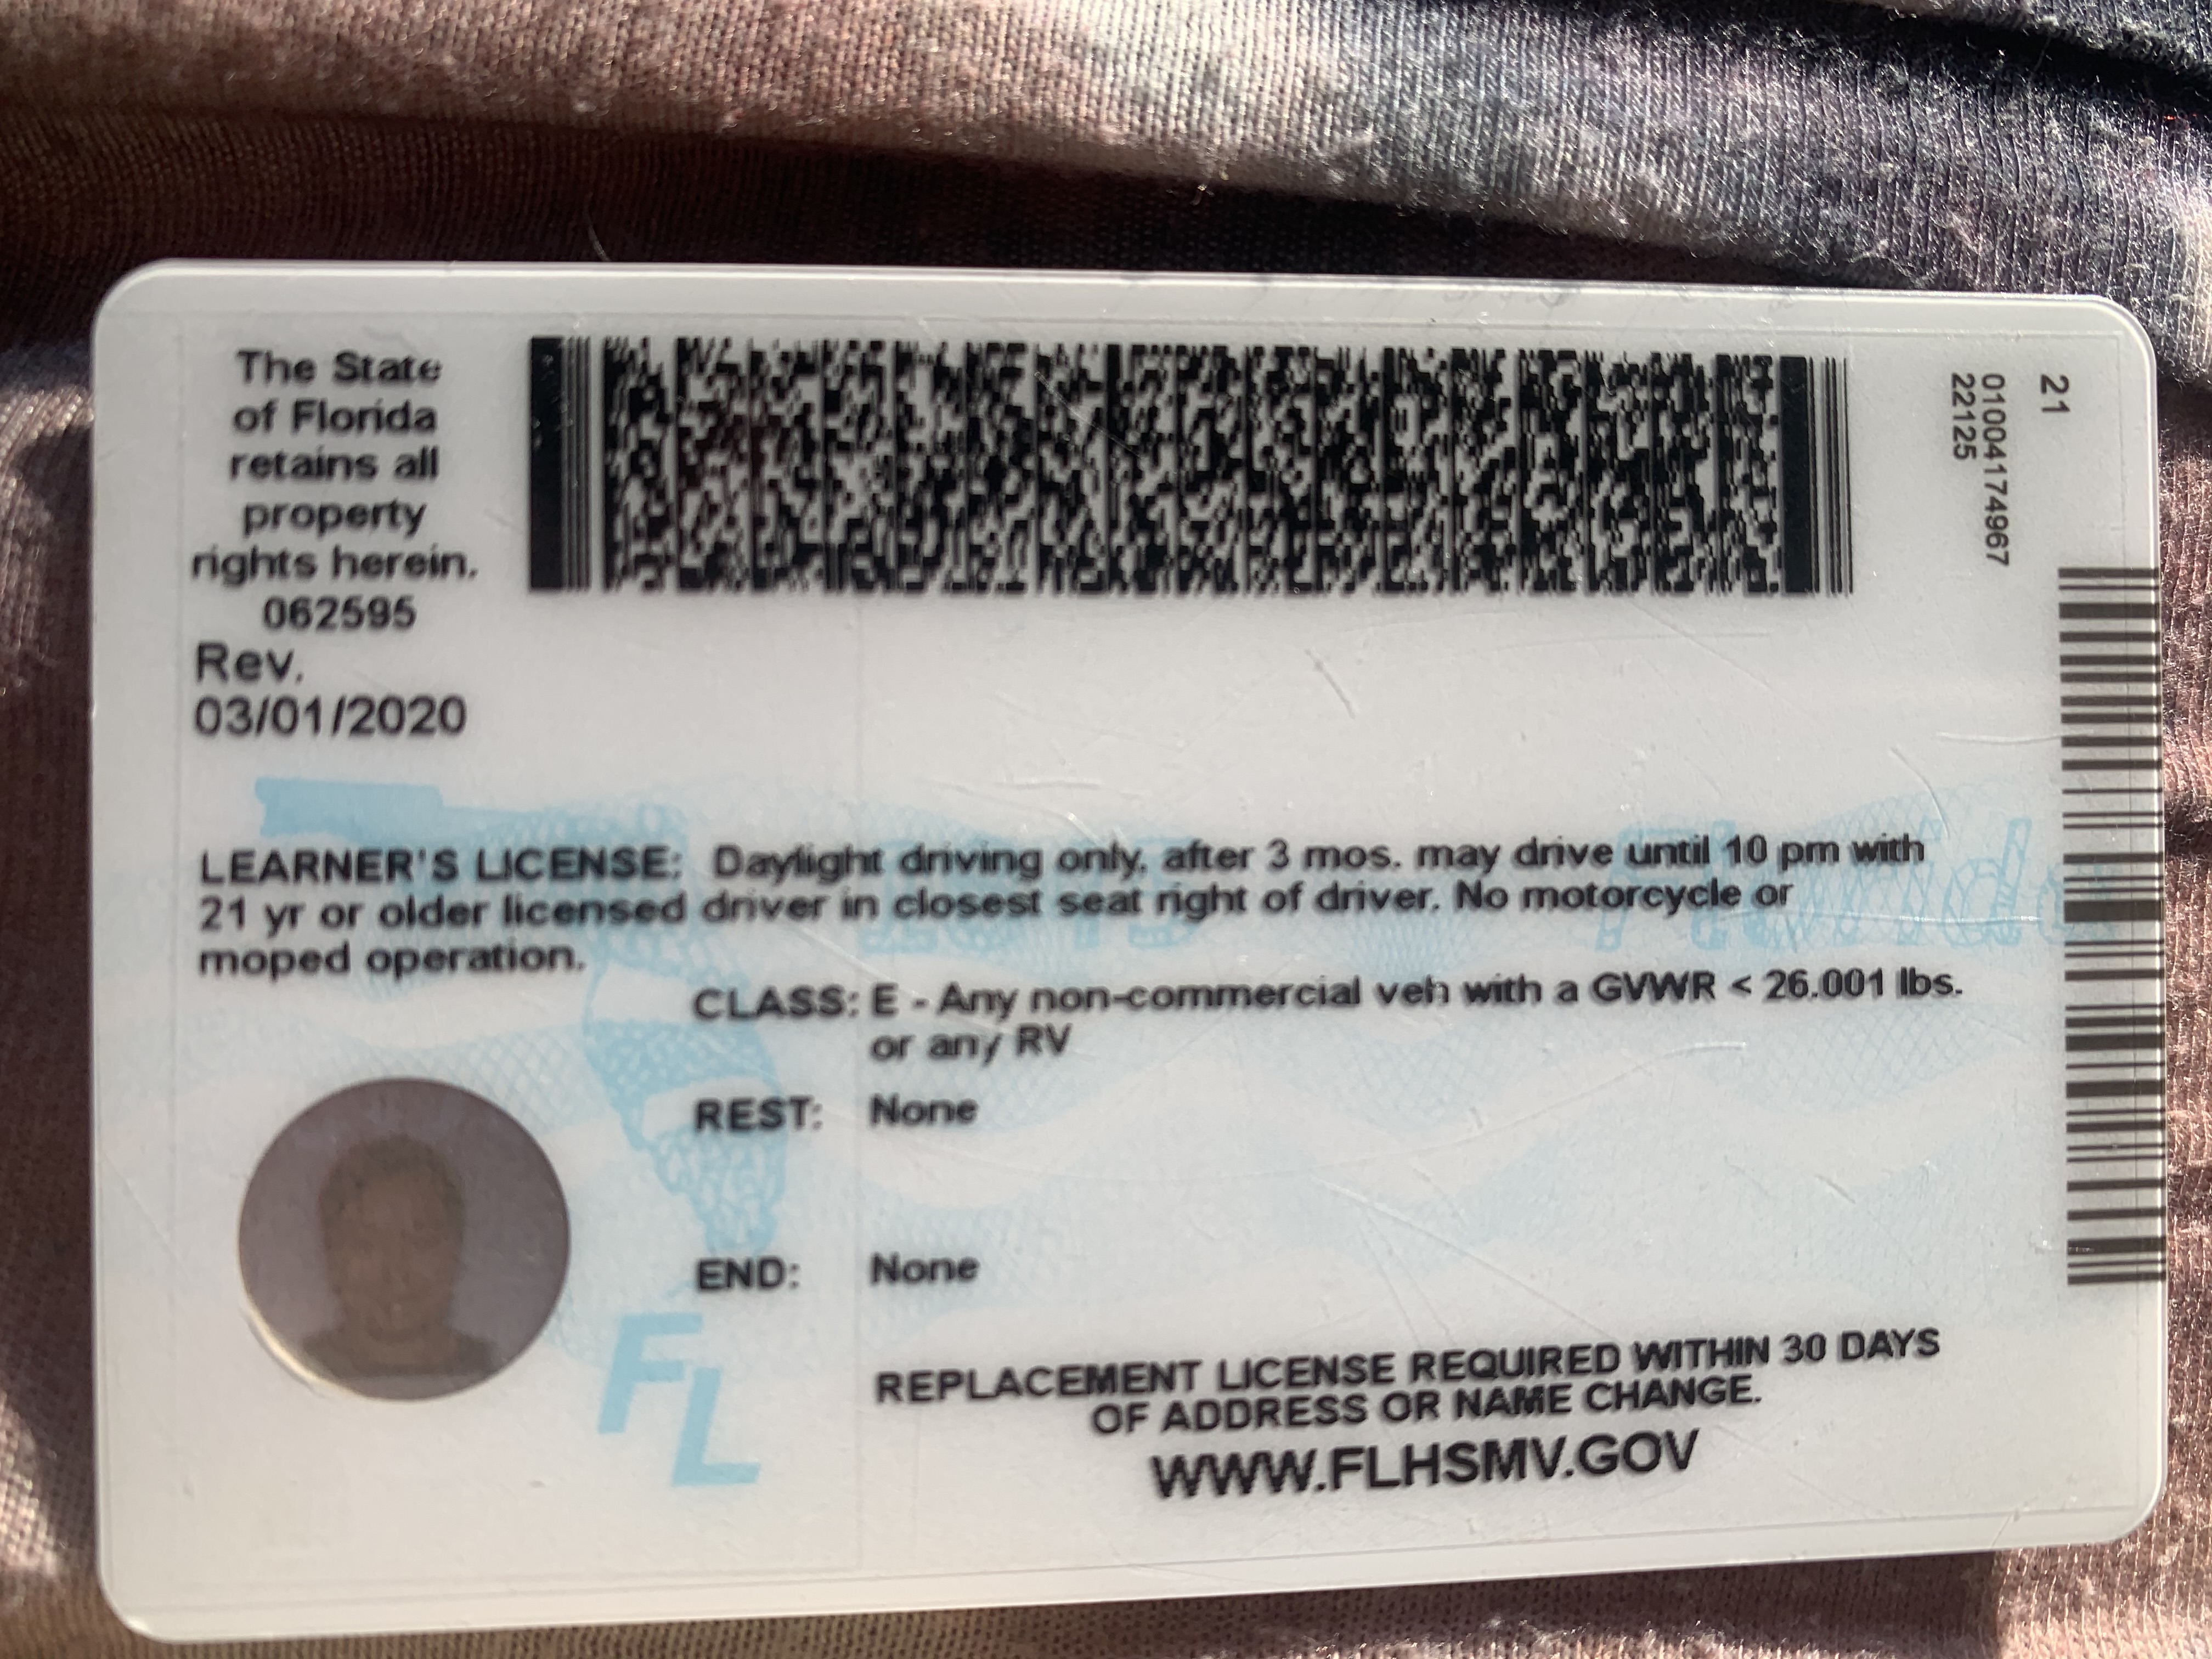 The State
of Florida
retains all
property
rights herein.
062595
Rev.
03/01/2020
21
0100417496​7
22125
LEARNER'S LICENSE: Daylight driving only, after 3 mos. may drive until 10 pm with
21 yr or older licensed driver in closest seat right of driver. No motorcycle or
moped operation.
Florida
CLASS: E - Any non-commercial veh with a GVWR < 26,001 lbs.
or any RV
REST: None
END: None
FL
REPLACEMENT LICENSE REQUIRED WITHIN 30 DAYS
OF ADDRESS OR NAME CHANGE.
WWW.FLHSMV.GOV